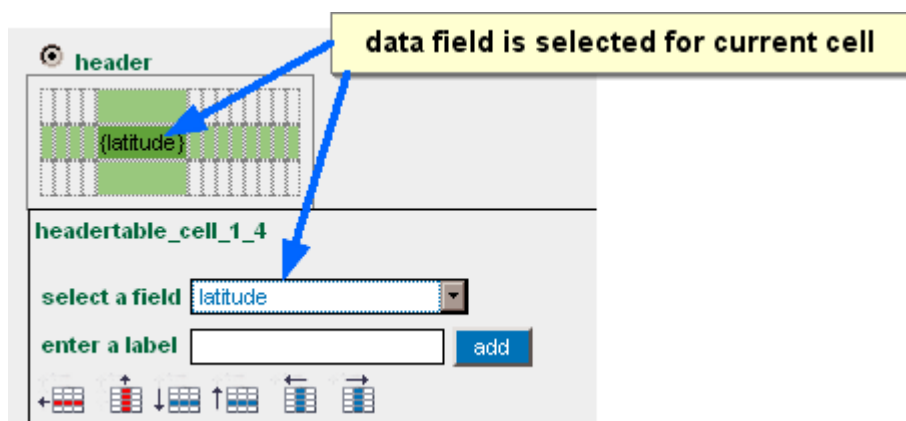 data field is selected for current cell
header
{latitude}
headertable_cell_1_4
select a field latitude
enter a label add